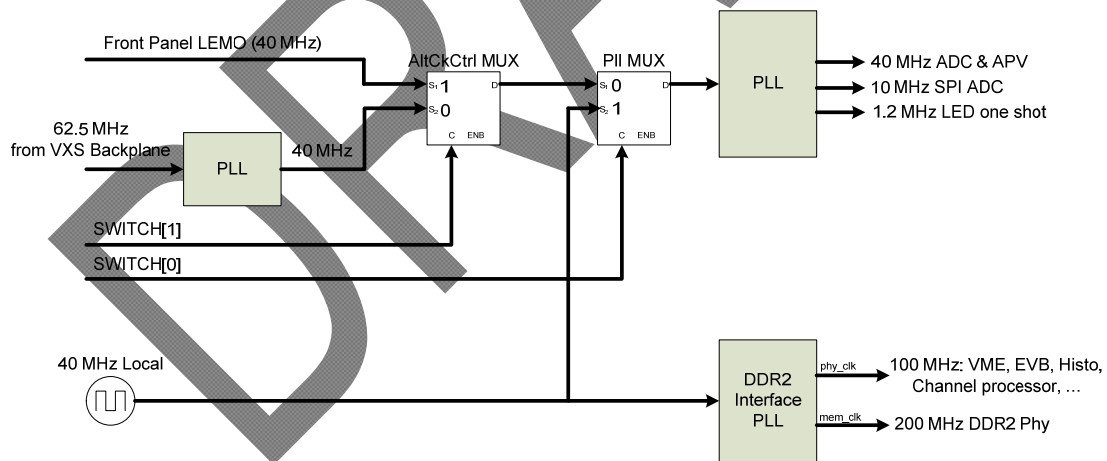 Front Panel LEMO (40 MHz)
AltCkCtrl MUX
Pll MUX
S1 1
D
S2 0
C ENB
S1 0
D
S2 1
C ENB
PLL
40 MHz ADC & APV
10 MHz SPI ADC
1.2 MHz LED one shot
62.5 MHz
from VXS Backplane
PLL
40 MHz
SWITCH[1]
SWITCH[0]
40 MHz Local
DDR2
Interface
PLL
phy_clk
mem_clk
100 MHz: VME, EVB, Histo,
Channel processor, …
200 MHz DDR2 Phy